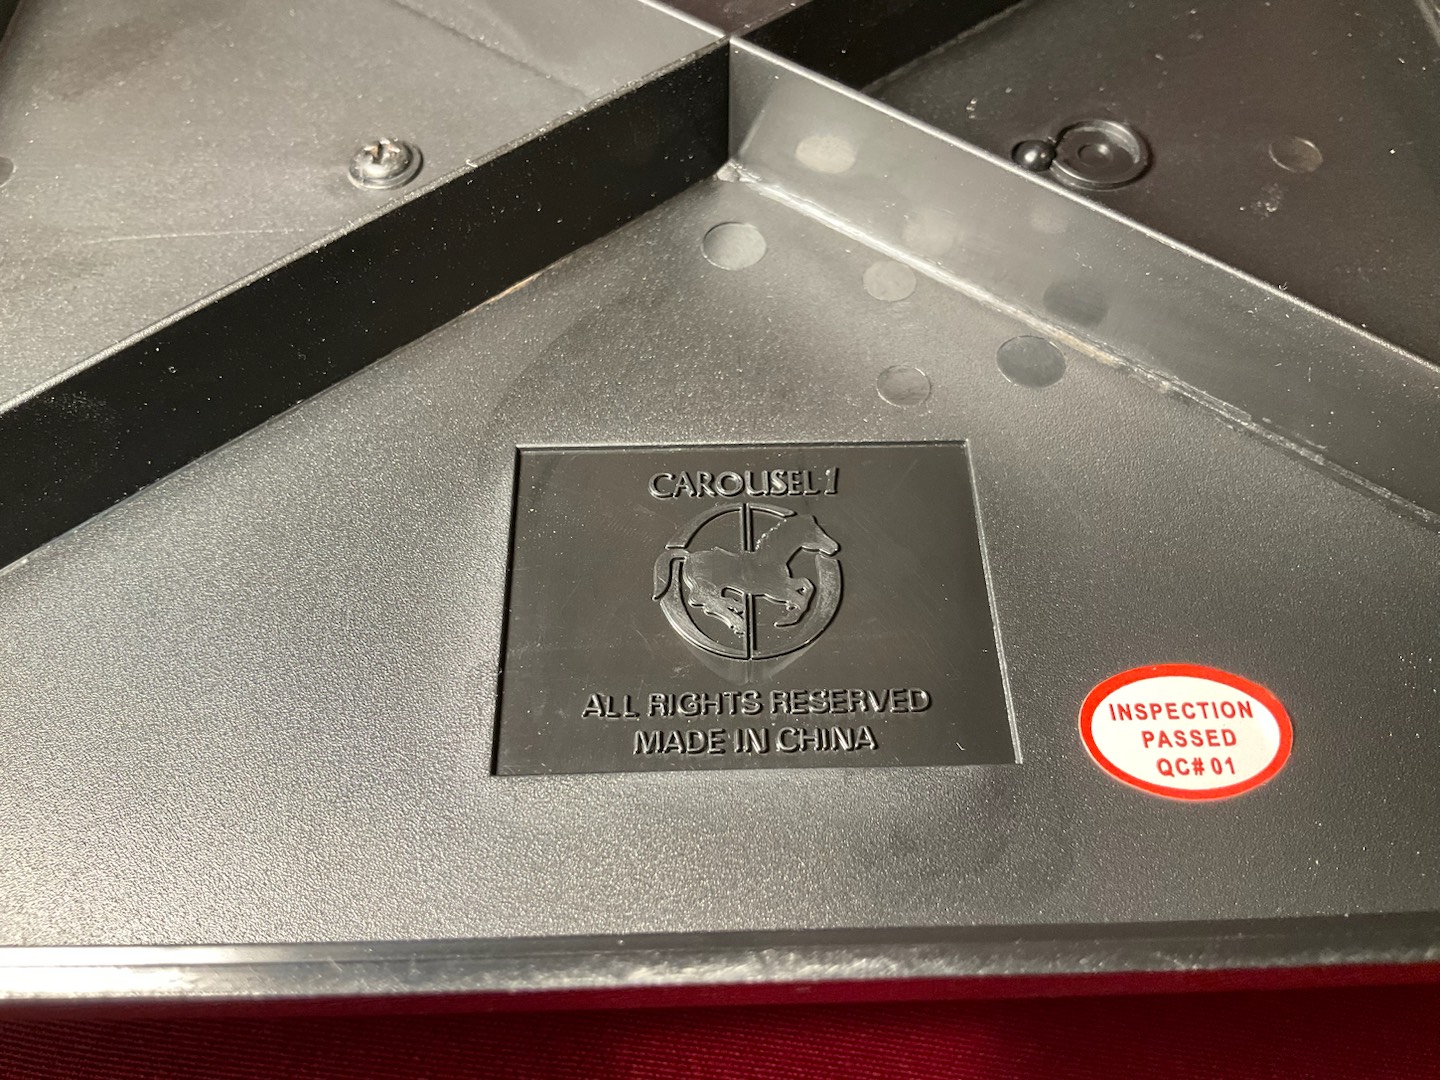 CAROUSEL 1
ALL RIGHTS RESERVED
MADE IN CHINA
INSPECTION
PASSED
QC# 01